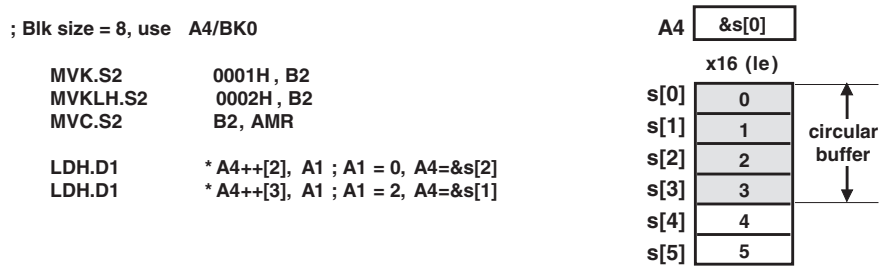 ; Blk size = 8, use A4/BK0
MVK.S2 0001H , B2
MVKLH.S2 0002H , B2
MVC.S2 B2, AMR
LDH.D1 * A4++[2], A1 ; A1 = 0, A4=&s[2]
LDH.D1 * A4++[3], A1 ; A1 = 2, A4=&s[1]
A4 &s[0]
x16 (le)
s[0] 0
s[1] 1
s[2] 2
s[3] 3
s[4] 4
s[5] 5
circular
buffer